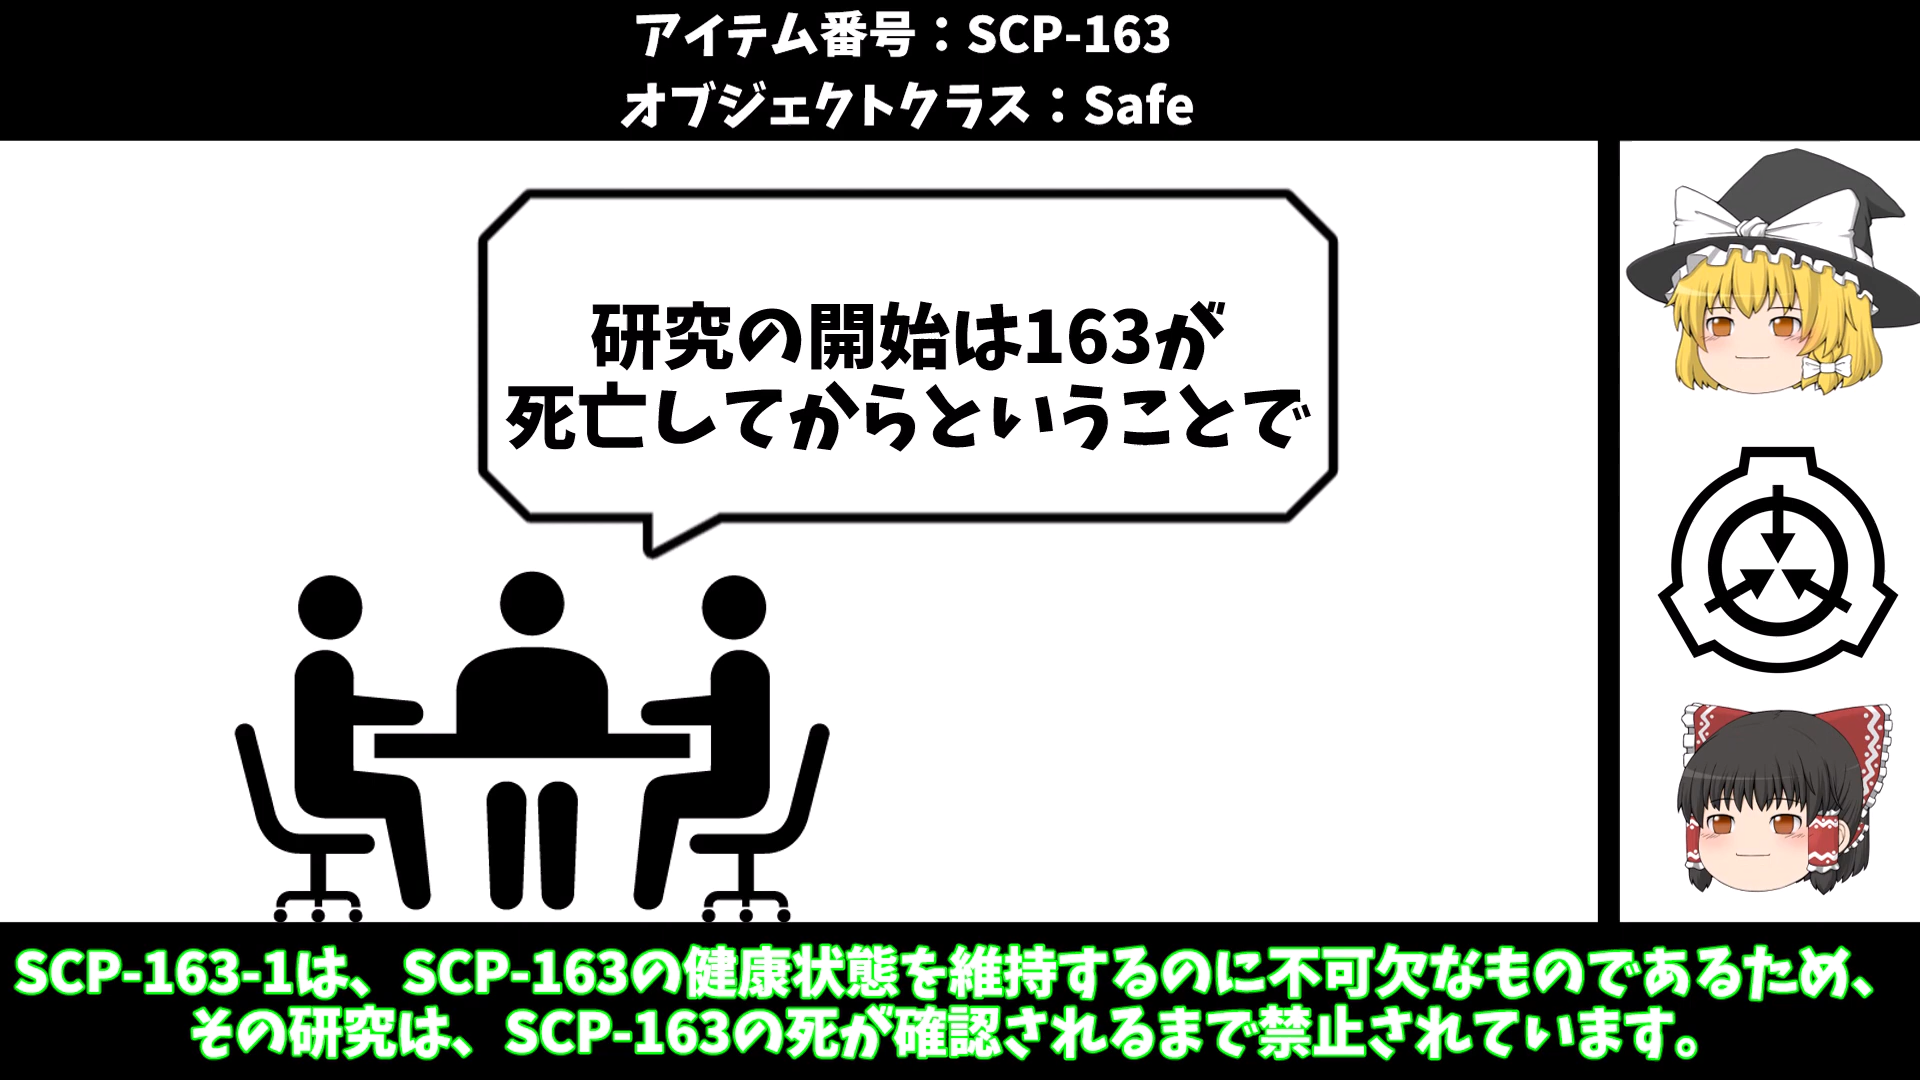 アイテム番号：SCP-163
オブジェクトクラス：Safe
研究の開始は163が
死亡してからということで
SCP-163-1は、SCP-163の健康状態を維持するのに不可欠なものであるため、
その研究は、SCP-163の死が確認されるまで禁止されています。